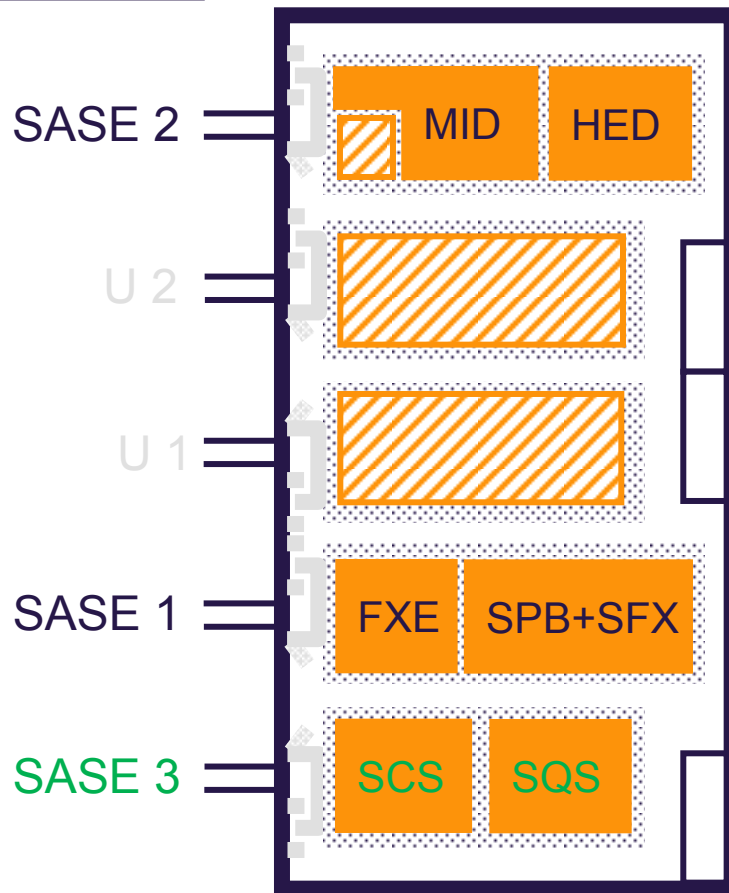 SASE 2
MID
HED
U 2
U 1
SASE 1
FXE
SPB+SFX
SASE 3
SCS
SQS